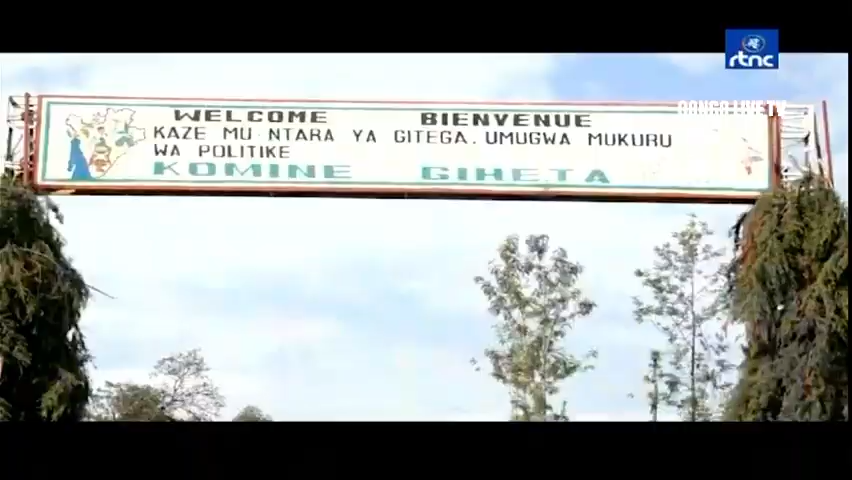 rtnc
WELCOME BIENVENUE
KAZE MU NTARA YA GITEGA. UMUGWA MUKURU
WA POLITIKE
KOMINE GIHETA